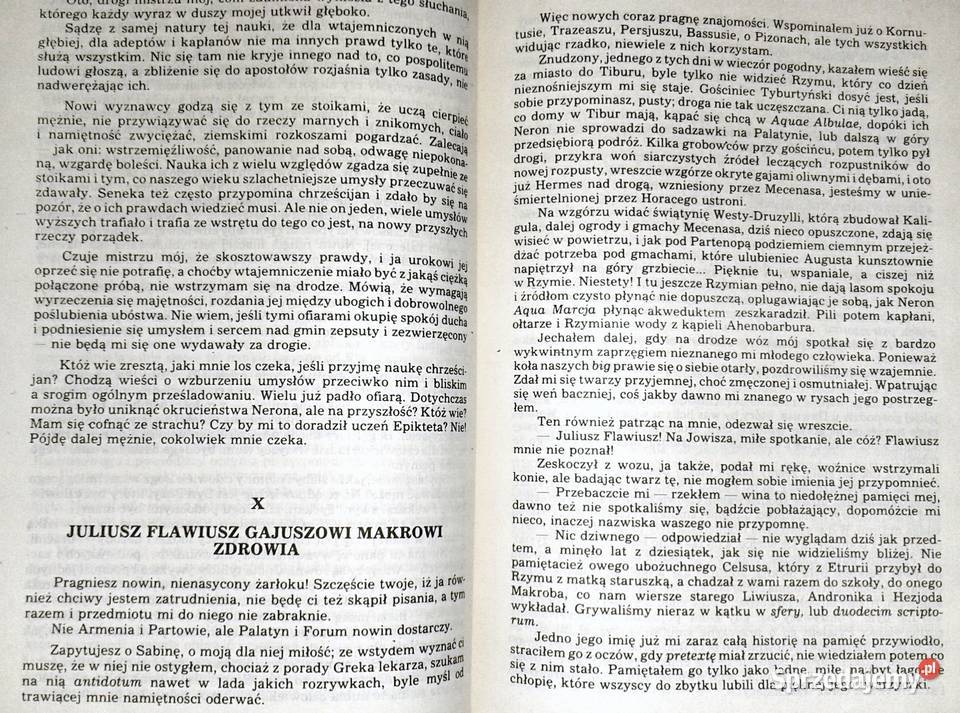 którego każdy wyraz w duszy mojej utkwił głęboko.
Sądzę z samej natury tej nauki, że dla wtajemniczonych w nią
głębiej, dla adeptów i kapłanów nie ma innych prawd tylko te, które
służą wszystkim. Nic się tam nie kryje innego nad to, co pospolitemu
ludowi głoszą, a zbliżenie się do apostołów rozjaśnia tylko zasady, nie
nadwerężając ich.
Nowi wyznawcy godzą się z tym ze stoikami, że uczą cierpieć
mężnie, nie przywiązywać się do rzeczy marnych i znikomych, ciało
i namiętność zwyciężać, ziemskimi rozkoszami pogardzać. Zalecają
jak oni: wstrzemięźliwość, panowanie nad sobą, odwagę niepokona-
ną, wzgardę boleści. Nauka ich z wielu względów zgadza się zupełnie ze
stoikami i tym, co naszego wieku szlachetniejsze umysły przeczuwać się
zdawały. Seneka też często przypomina chrześcijan i zdało by się na
pozór, że o ich prawdach wiedzieć musi. Ale nie on jeden, wiele umysłów
wyższych trafiało i trafia ze wstrętu do tego co jest, na nowy przyszłych
rzeczy porządek.
Czuje mistrzu mój, że skosztowawszy prawdy, i ja urokowi jej
oprzeć się nie potrafię, a choćby wtajemniczenie miało być z jakąś ciężką
połączone próbą, nie wstrzymam się na drodze. Mówią, że wymagają
wyrzeczenia się majętności, rozdania jej między ubogich i dobrowolnego
poślubienia ubóstwa. Nie wiem, jeśli tymi ofiarami okupię spokój ducha
i podniesienie się umysłem i sercem nad gmin zepsuty i zezwierzęcony
— nie będą mi się one wydawały za drogie.
Któż wie zresztą, jaki mnie los czeka, jeśli przyjmę naukę chrześci-
jan? Chodzą wieści o wzburzeniu umysłów przeciwko nim i bliskim
a srogim ogólnym prześladowaniu. Wielu już padło ofiarą. Dotychczas
można było uniknąć okrucieństwa Nerona, ale na przyszłość? Któż wie?
Mam się cofnąć ze strachu? Czy by mi to doradził uczeń Epikteta? Nie!
Pójdę dalej mężnie, cokolwiek mnie czeka.
X
JULIUSZ FLAWIUSZ GAJUSZOWI MAKROWI
ZDROWIA
Pragniesz nowin, nienasycony żarłoku! Szczęście twoje, iż ja rów-
nież chciwy jestem zatrudnienia, nie będę ci też skąpił pisania, a tym
razem i przedmiotu mi do niego nie zabraknie.
Nie Armenia i Partowie, ale Palatyn i Forum nowin dostarczy.
Zapytujesz o Sabinę, o moją dla niej miłość; ze wstydem wyznać ci
muszę, że w niej nie ostygłem, chociaż z porady Greka lekarza, szukam
na nią antidotum nawet w lada jakich rozrywkach, byle myśl od
trawiącej mnie namiętności oderwać.
Więc nowych coraz pragnę znajomości. Wspominałem już o Kornu-
tusie, Trazeaszu, Persjuszu, Bassusie, o Pizonach, ale tych wszystkich
widując rzadko, niewiele z nich korzystam.
Znudzony, jednego z tych dni w wieczór pogodny, kazałem wieść się
za miasto do Tiburu, byle tylko nie widzieć Rzymu, który co dzień
nieznośniejszym mi się staje. Gościniec Tyburtyński dosyć jest, jeśli
sobie przypominasz, pusty; droga nie tak uczęszczana. Ci nią tylko jadą,
co domy w Tibur mają, kąpać się chcą w Aquae Albulae, dopóki ich
Neron nie sprowadzi do sadzawki na Palatynie, lub dalszą w góry
przedsiębiorą podróż. Kilka grobowców przy gościńcu, potem tylko pył
drogi, przykra woń siarczystych źródeł leczących rozpustników do
nowej rozpusty, wreszcie wzgórze okryte gajami oliwnymi i dębami, i oto
już Hermes nad drogą, wzniesiony przez Mecenasa, jesteśmy w unie-
śmiertelnionej przez Horacego ustroni.
Na wzgórzu widać świątynię Westy-Druzylli, którą zbudował Kali-
gula, dalej ogrody i gmachy Mecenasa, dziś nieco opuszczone, zdają się
wisieć w powietrzu, i jak pod Partenopą podziemiem ciemnym przejeż-
dżać potrzeba pod gmachami, które ulubieniec Augusta kunsztownie
napiętrzył na góry grzbiecie... Pięknie tu, wspaniale, a ciszej niż
w Rzymie. Niestety! I tu jeszcze Rzymian pełno, nie dają lasom spokoju
i źródłom czysto płynąć nie dopuszczą, oplugawiając je sobą, jak Neron
Aqua Marcja płynąc akweduktem zeszkaradził. Pili potem kapłani,
ołtarze i Rzymianie wody z kąpieli Ahenobarbura.
Jechałem dalej, gdy na drodze wóz mój spotkał się z bardzo
wykwintnym zaprzęgiem nieznanego mi młodego człowieka. Ponieważ
koła naszych big prawie się o siebie otarły, pozdrowiliśmy się wzajemnie.
Zdał mi się twarzy przyjemnej, choć zmęczonej i osmutniałej. Wpatrując
się weń baczniej, coś jakby dawno mi znanego w rysach jego postrzeg-
łem.
Ten również patrząc na mnie, odezwał się wreszcie.
— Juliusz Flawiusz! Na Jowisza, miłe spotkanie, ale cóż? Flawiusz
mnie nie poznał!
Zeskoczył z wozu, ja także, podał mi rękę, woźnice wstrzymali
konie, ale badając twarz tę, nie mogłem sobie imienia jej przypomnieć.
— Przebaczcie mi — rzekłem — wina to niedołężnej pamięci mej,
dawno też nie spotkaliśmy się, bądźcie pobłażający, dopomóżcie mi
nieco, inaczej nazwiska waszego nie przypomnę.
— Nic dziwnego — odpowiedział — nie wyglądam dziś jak przed-
tem, a minęło lat z dziesiątek, jak się nie widzieliśmy bliżej. Nie
pamiętacież owego ubożuchnego Celsusa, który z Etrurii przybył do
Rzymu z matką staruszką, a chadzał z wami razem do szkoły, do onego
Makroba, co nam wiersze starego Liwiusza, Andronika i Hezjoda
wykładał. Grywaliśmy nieraz w kątku w sfery, lub duodecim scripto-
rum.
Jedno jego imię już mi zaraz całą historię na pamięć przywiodło,
straciłem go z oczów, gdy pretextę miał zrzucić, nie wiedziałem potem co
się z nim stało. Pamiętałem go tylko jako ładne, miłe, na byt łagodne
chłopię, które wszyscy do zbytku lubili dla
Sprzedajemy.pl